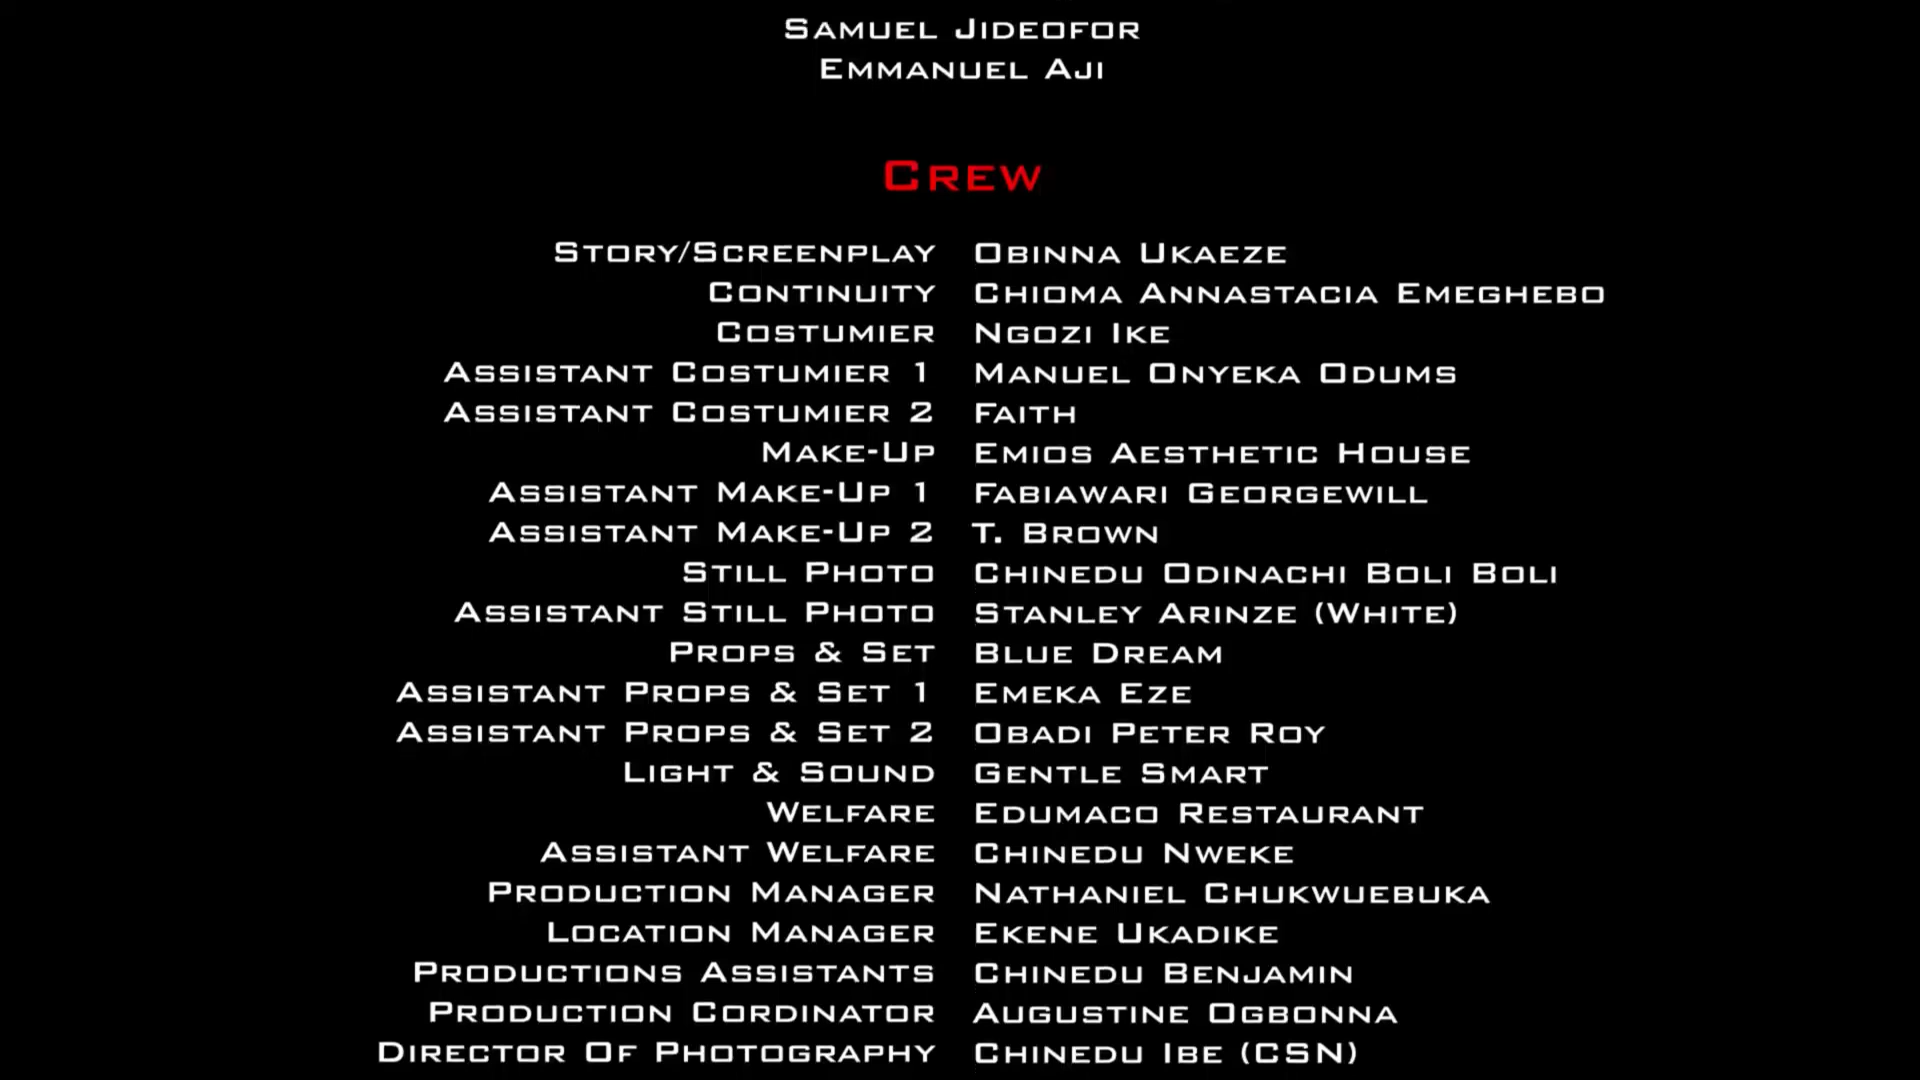 Samuel Jideofor
Emmanuel Aji
Crew
Story/Screenplay Obinna Ukaeze
Continuity Chioma Annastacia Emeghebo
Costumier Ngozi Ike
Assistant Costumier 1 Manuel Onyeka Odums
Assistant Costumier 2 Faith
Make-Up Emios Aesthetic House
Assistant Make-Up 1 Fabiawari Georgewill
Assistant Make-Up 2 T. Brown
Still Photo Chinedu Odinachi Boli Boli
Assistant Still Photo Stanley Arinze (White)
Props & Set Blue Dream
Assistant Props & Set 1 Emeka Eze
Assistant Props & Set 2 Obadi Peter Roy
Light & Sound Gentle Smart
Welfare Edumaco Restaurant
Assistant Welfare Chinedu Nweke
Production Manager Nathaniel Chukwuebuka
Location Manager Ekene Ukadike
Productions Assistants Chinedu Benjamin
Production Cordinator Augustine Ogbonna
Director Of Photography Chinedu Ibe (CSN)